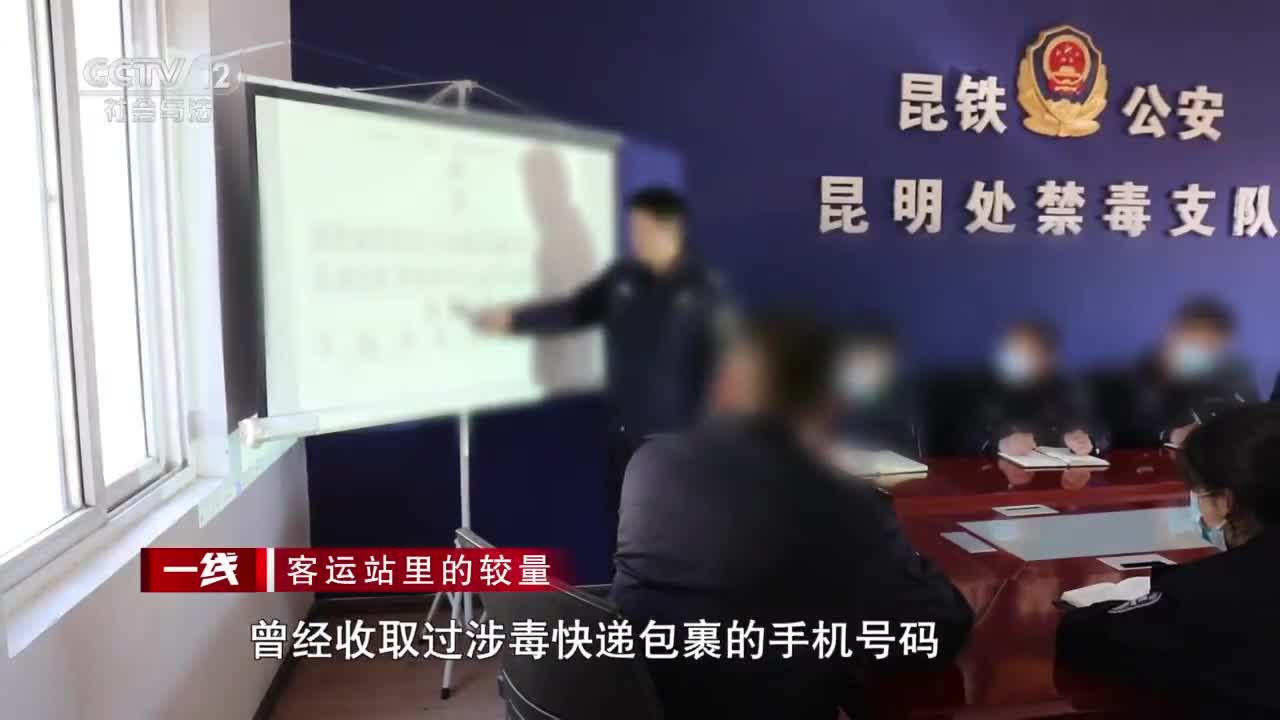 CCTV 12
社会与法
昆铁 公安
昆明处禁毒支队
一线 客运站里的较量
曾经收取过涉毒快递包裹的手机号码